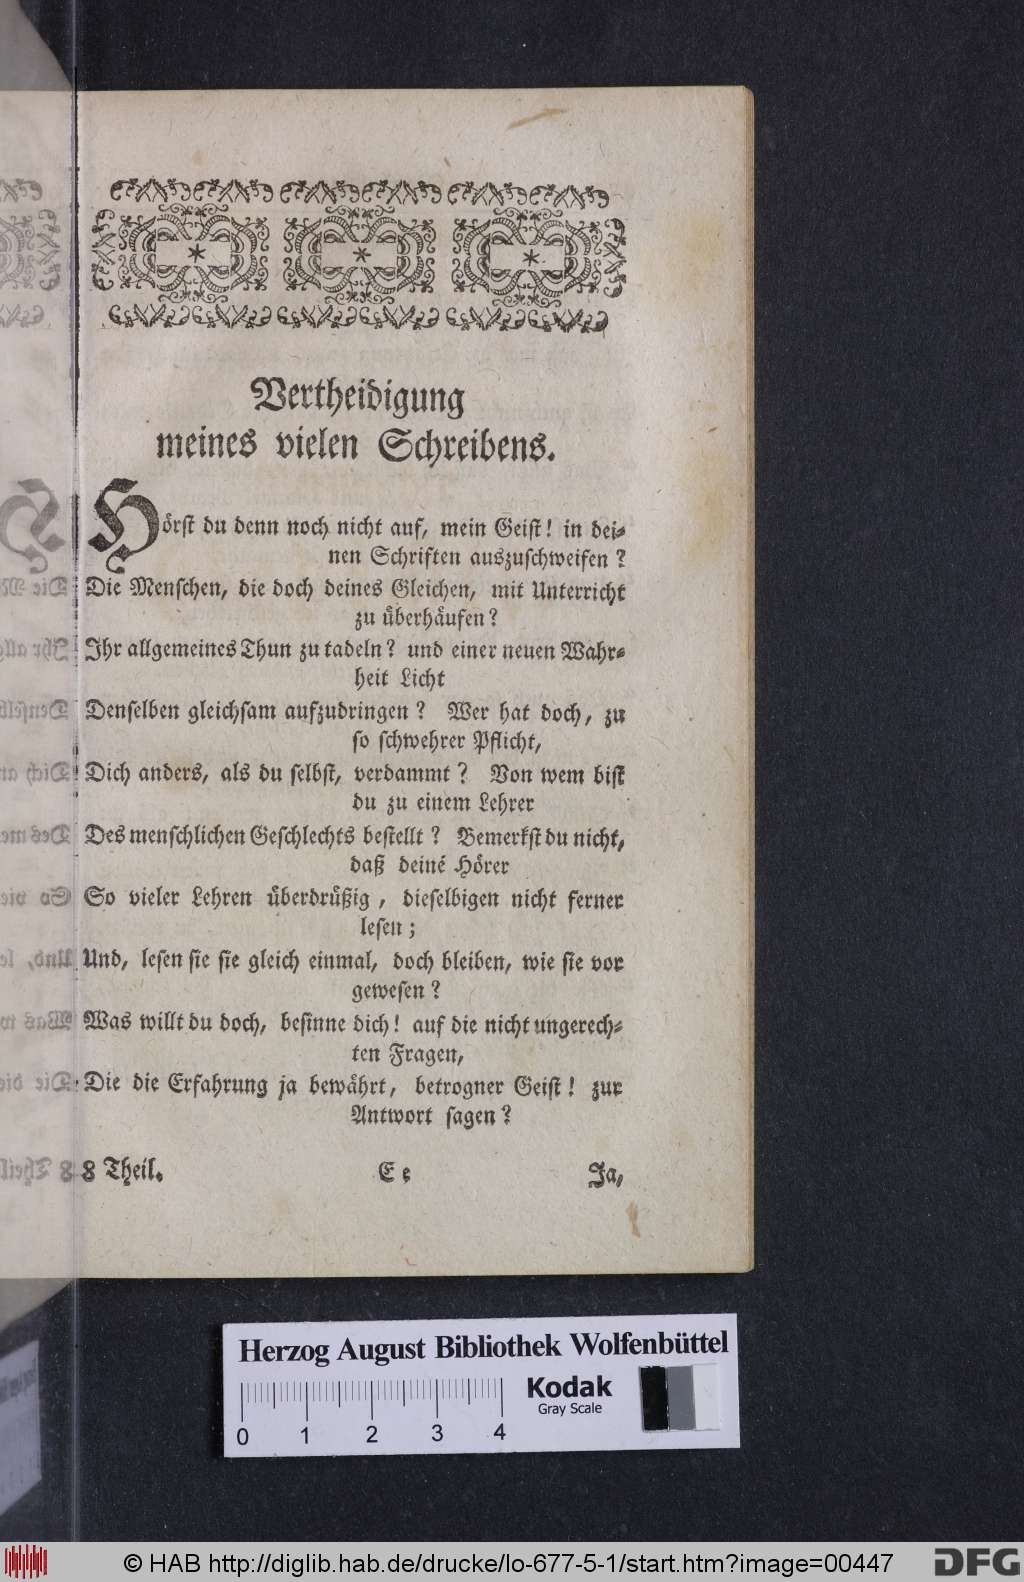 Vertheidigung
meines vielen Schreibens.
Hörst du denn noch nicht auf, mein Geist! in dei-
nen Schriften auszuschweifen?
Die Menschen, die doch deines Gleichen, mit Unterricht
zu überhäufen?
Ihr allgemeines Thun zu tadeln? und einer neuen Wahr-
heit Licht
Denselben gleichsam aufzudringen? Wer hat doch, zu
so schwehrer Pflicht,
Dich anders, als du selbst, verdammt? Von wem bist
du zu einem Lehrer
Des menschlichen Geschlechts bestellt? Bemerkst du nicht,
daß deine Hörer
So vieler Lehren überdrüßig, dieselbigen nicht ferner
lesen;
Und, lesen sie sie gleich einmal, doch bleiben, wie sie vor
gewesen?
Was willt du doch, besinne dich! auf die nicht ungerech-
ten Fragen,
Die die Erfahrung ja bewährt, betrogner Geist! zur
Antwort sagen?
8 Theil. E e Ja,
Herzog August Bibliothek Wolfenbüttel
Kodak
Gray Scale
0 1 2 3 4
© HAB http://diglib.hab.de/drucke/lo-677-5-1/start.htm?image=00447
DFG